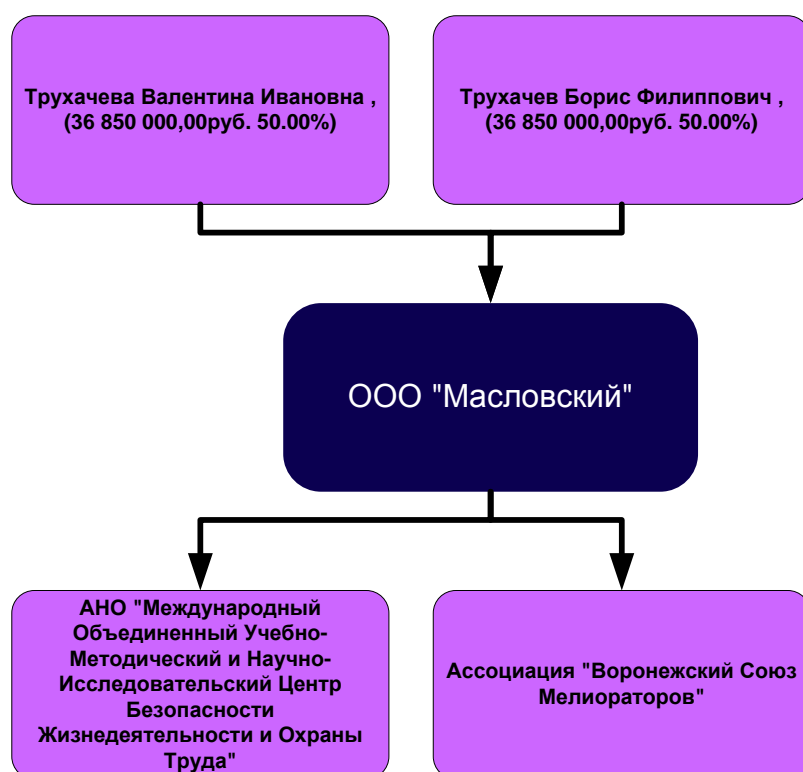 Трухачева Валентина Ивановна ,
(36 850 000,00руб. 50.00%)
Трухачев Борис Филиппович ,
(36 850 000,00руб. 50.00%)
ООО "Масловский"
АНО "Международный
Объединенный Учебно-
Методический и Научно-
Исследовательский Центр
Безопасности
Жизнедеятельности и Охраны
Труда"
Ассоциация "Воронежский Союз
Мелиораторов"